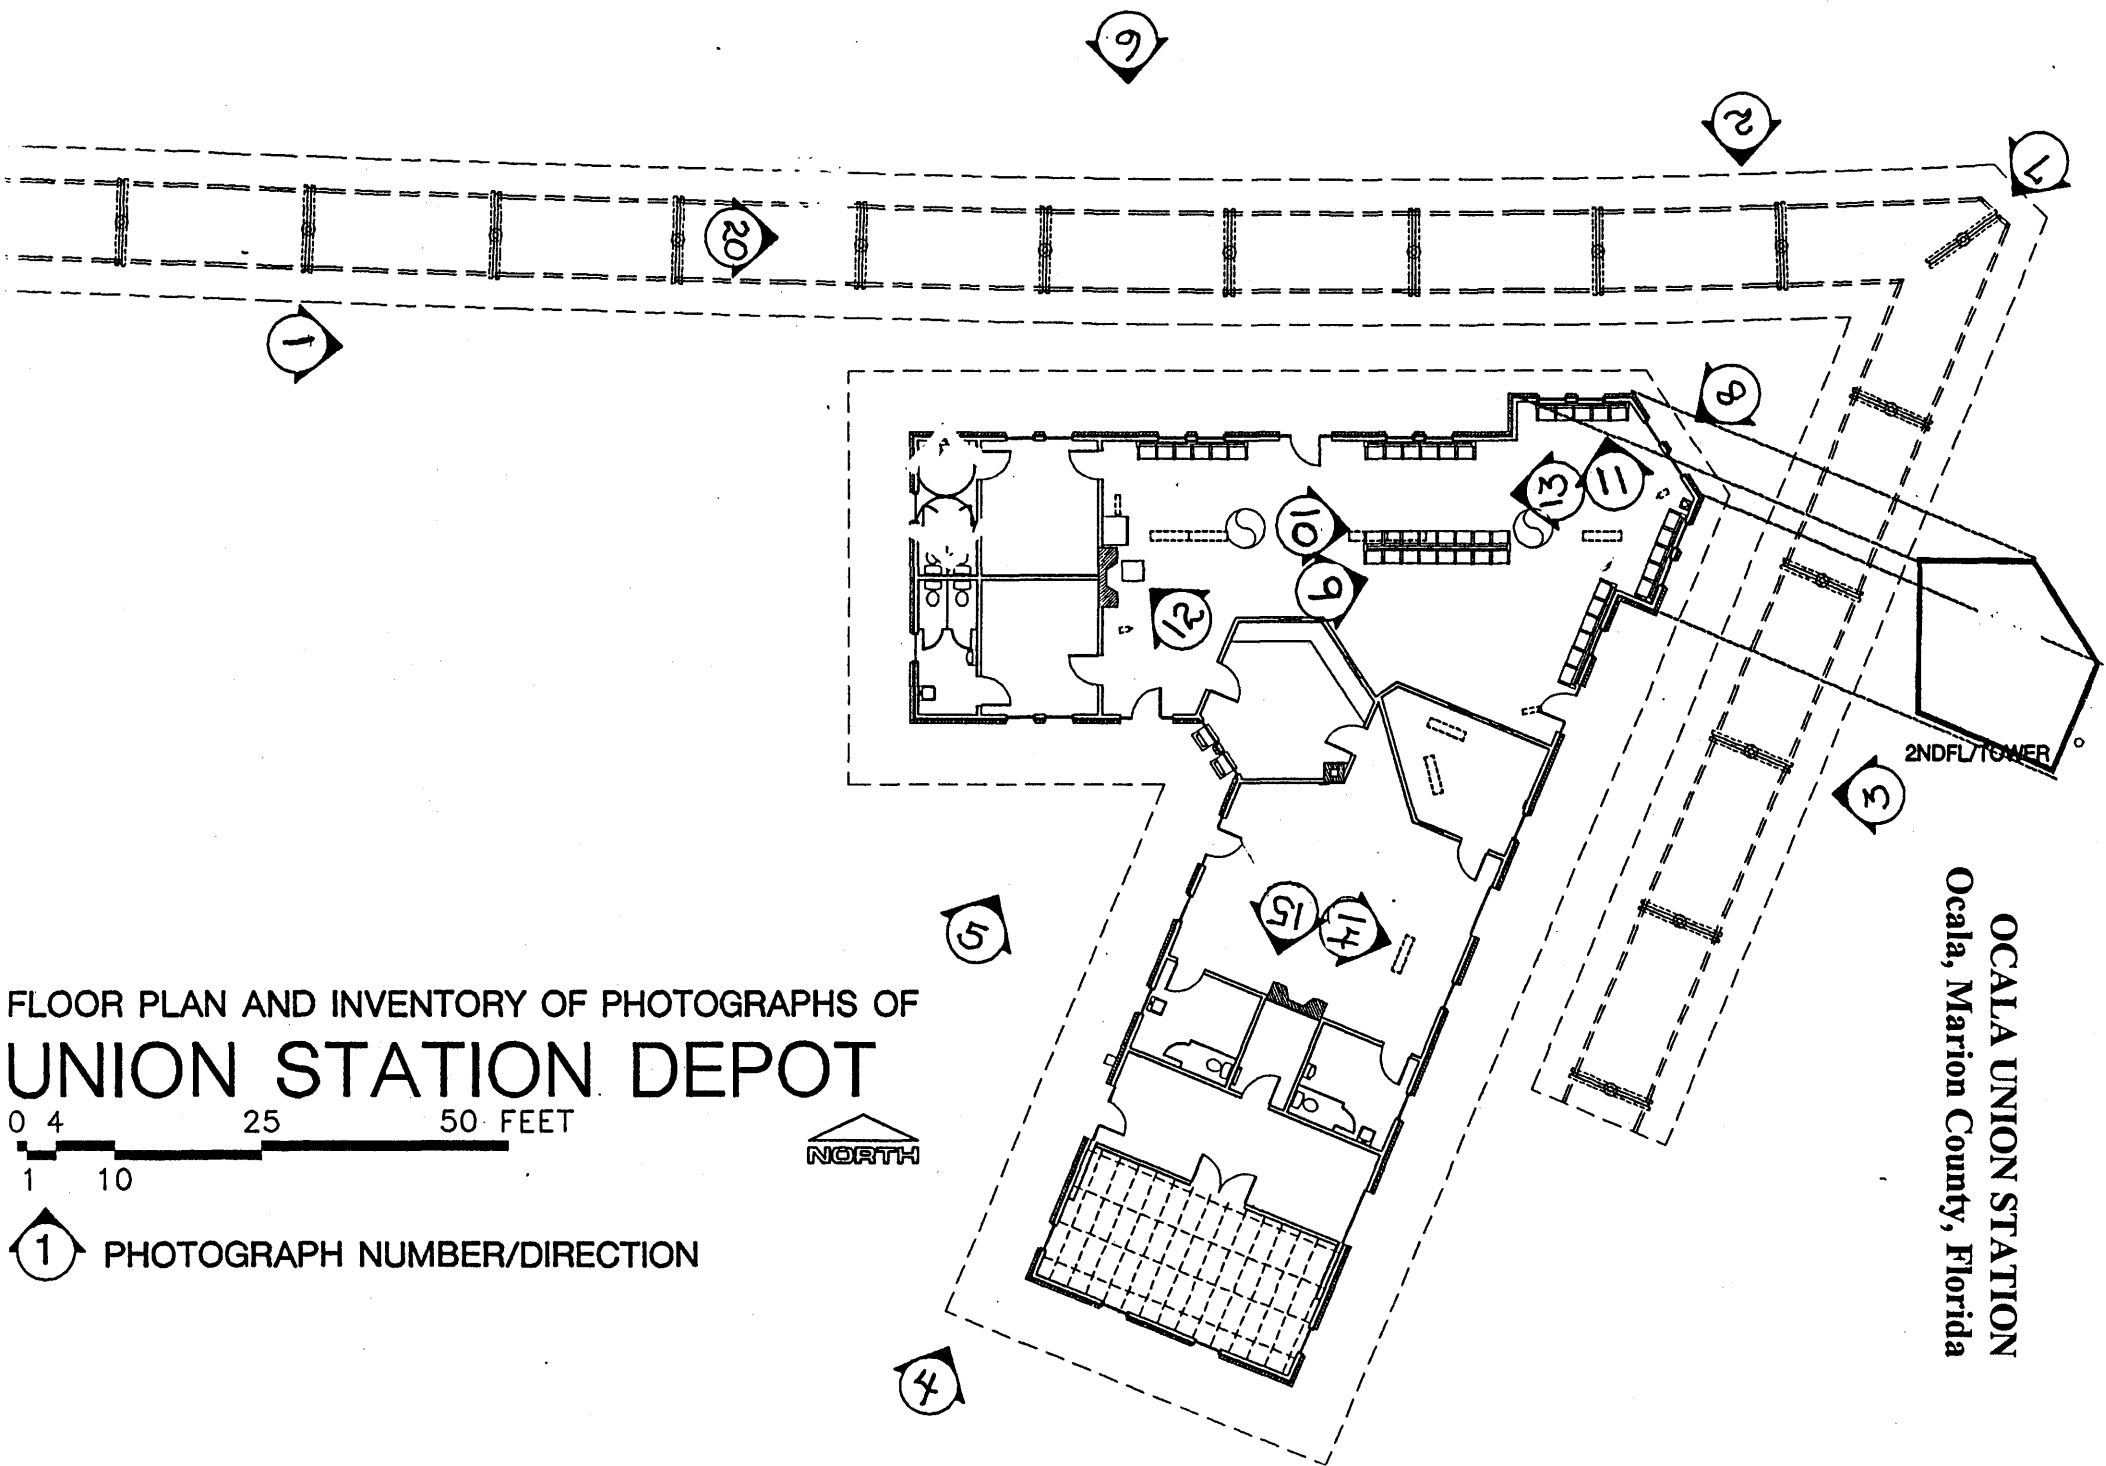 6
2
7
20
1
8
13
11
10
9
12
2NDFL/TOWER
3
15
14
5
OCALA UNION STATION
Ocala, Marion County, Florida
FLOOR PLAN AND INVENTORY OF PHOTOGRAPHS OF
UNION STATION DEPOT
0 4 25 50 FEET
1 10
NORTH
1 PHOTOGRAPH NUMBER/DIRECTION
4